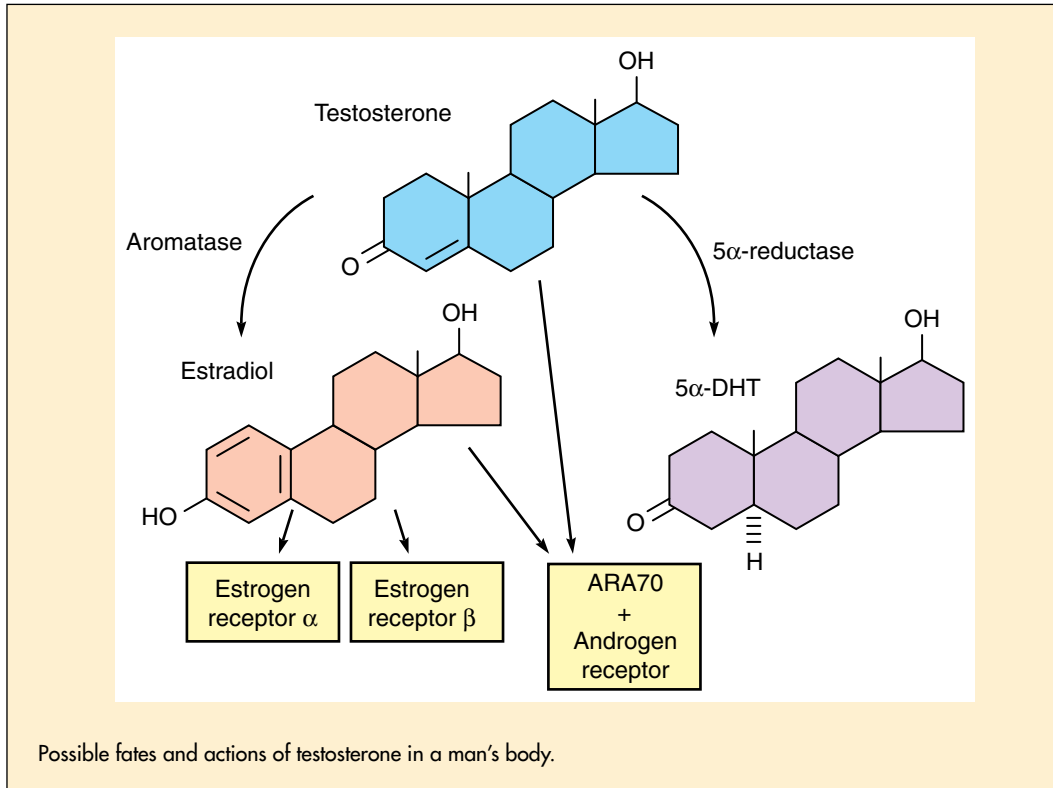 OH
Testosterone
Aromatase
5α-reductase
O
OH
OH
Estradiol
5α-DHT
HO
O
H
Estrogen
receptor α
Estrogen
receptor β
ARA70
+
Androgen
receptor
Possible fates and actions of testosterone in a man's body.